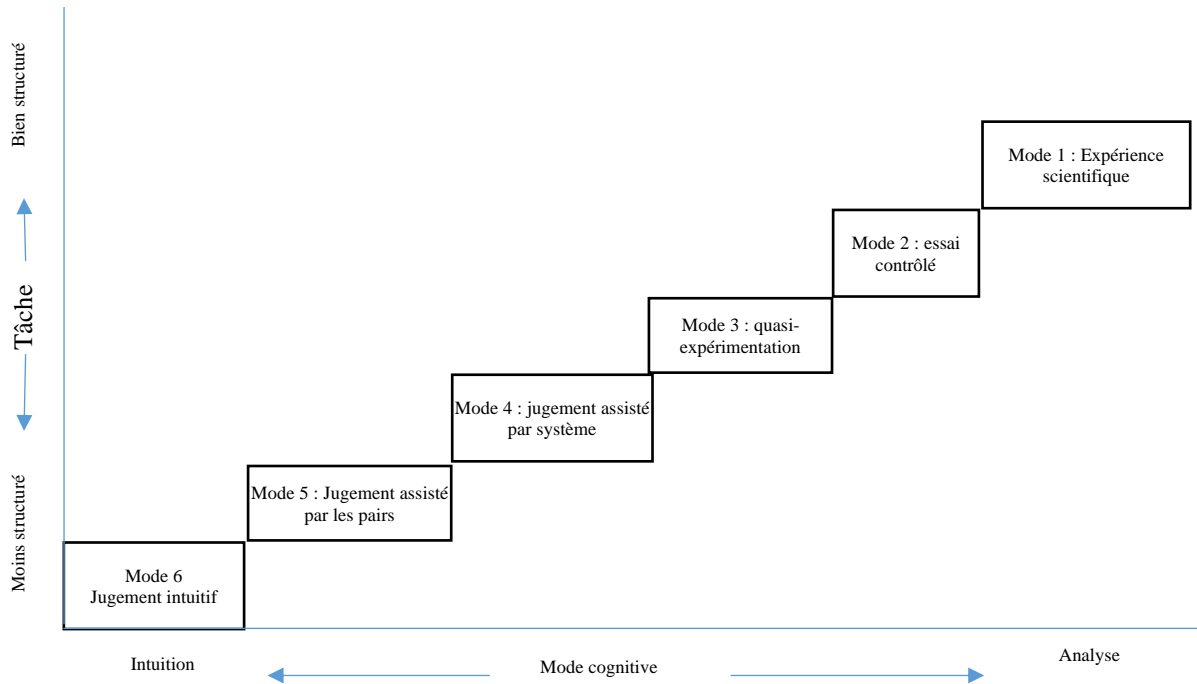 Bien structuré
Tâche
Moins structuré
Mode 1 : Expérience
scientifique
Mode 2 : essai
contrôlé
Mode 3 : quasi-
expérimentation
Mode 4 : jugement assisté
par système
Mode 5 : Jugement assisté
par les pairs
Mode 6
Jugement intuitif
Intuition
Mode cognitive
Analyse